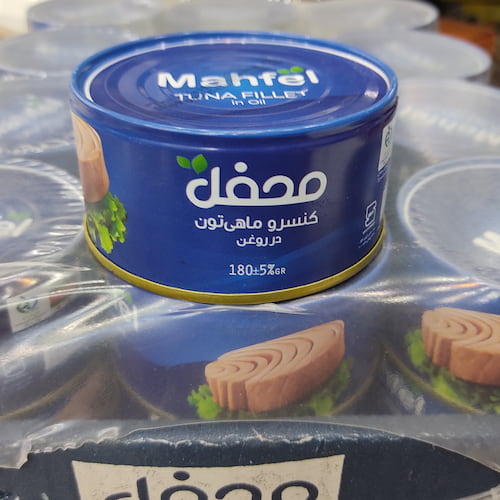 Mahfel
TUNA FILLET
in Oil
محفل
کنسرو ماهی‌تون
در روغن
180±5%GR
محفل